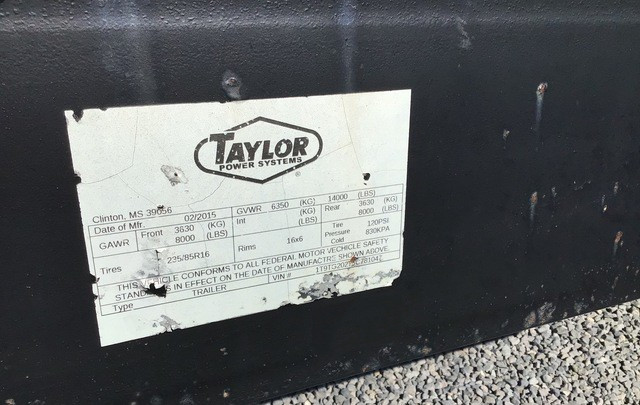 TAYLOR
POWER SYSTEMS
Clinton, MS 39056
Date of Mfr. 02/2015 GVWR 6350 (KG) 14000 (LBS)
GAWR Front 3630 (KG) 8000 (LBS) Int (KG) (LBS) Rear 3630 (KG) 8000 (LBS)
Tires 235/85R16 Rims 16x6 Tire Pressure Cold 120PSI 830KPA
THIS VEHICLE CONFORMS TO ALL FEDERAL MOTOR VEHICLE SAFETY
STANDARDS IN EFFECT ON THE DATE OF MANUFACTRE SHOWN ABOVE.
Type TRAILER VIN #